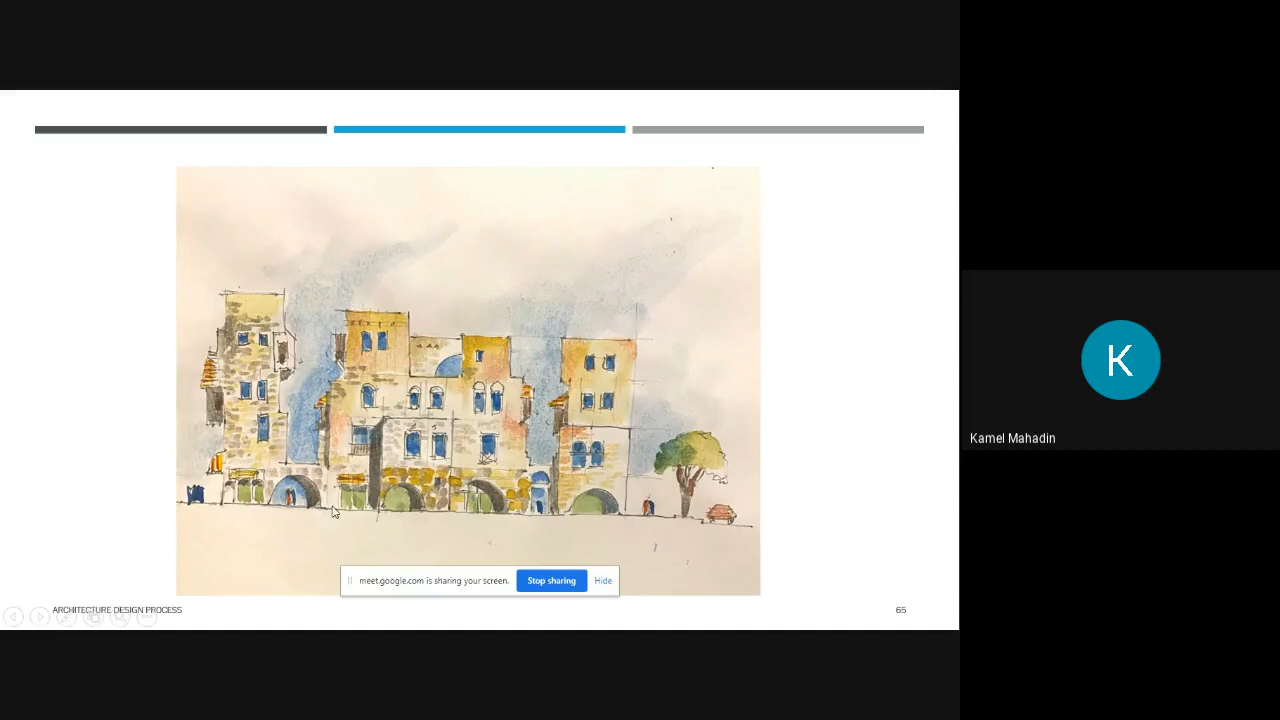 meet.google.com is sharing your screen.
Stop sharing
Hide
ARCHITECTURE DESIGN PROCESS
65
K
Kamel Mahadin